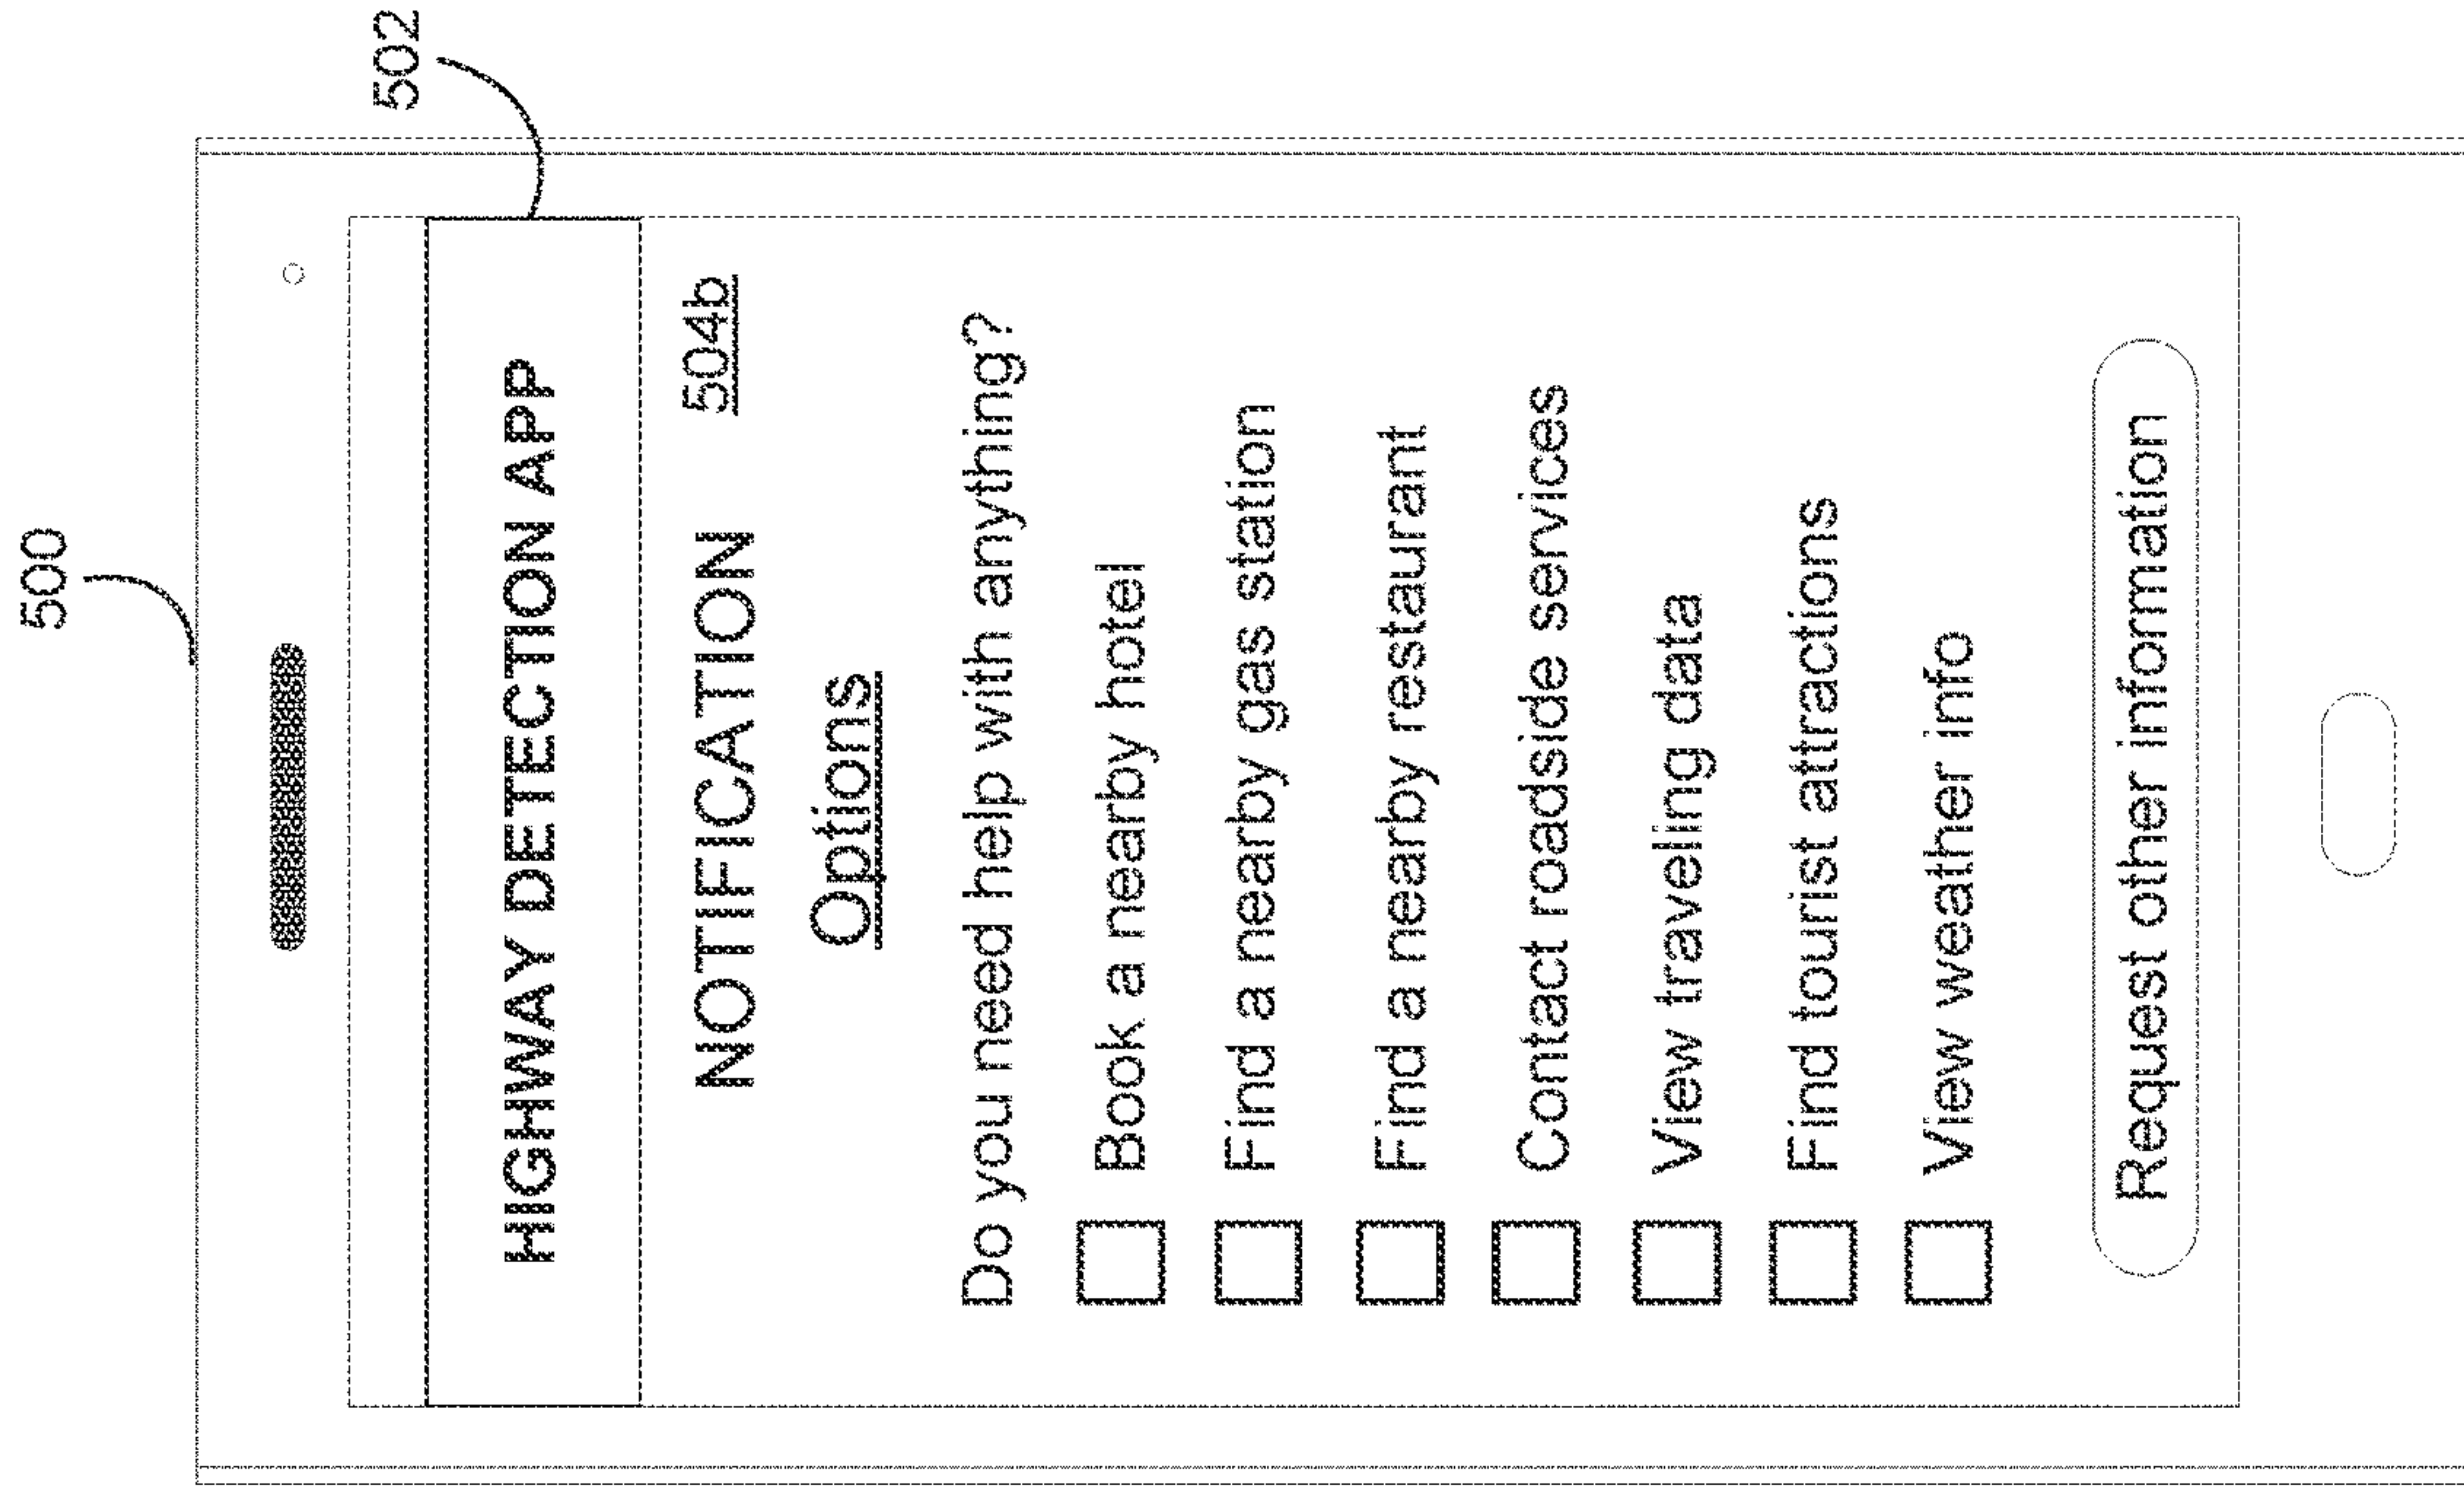 500
502
HIGHWAY DETECTION APP
NOTIFICATION 504b
Options
Do you need help with anything?
Book a nearby hotel
Find a nearby gas station
Find a nearby restaurant
Contact roadside services
View traveling data
Find tourist attractions
View weather info
Request other information